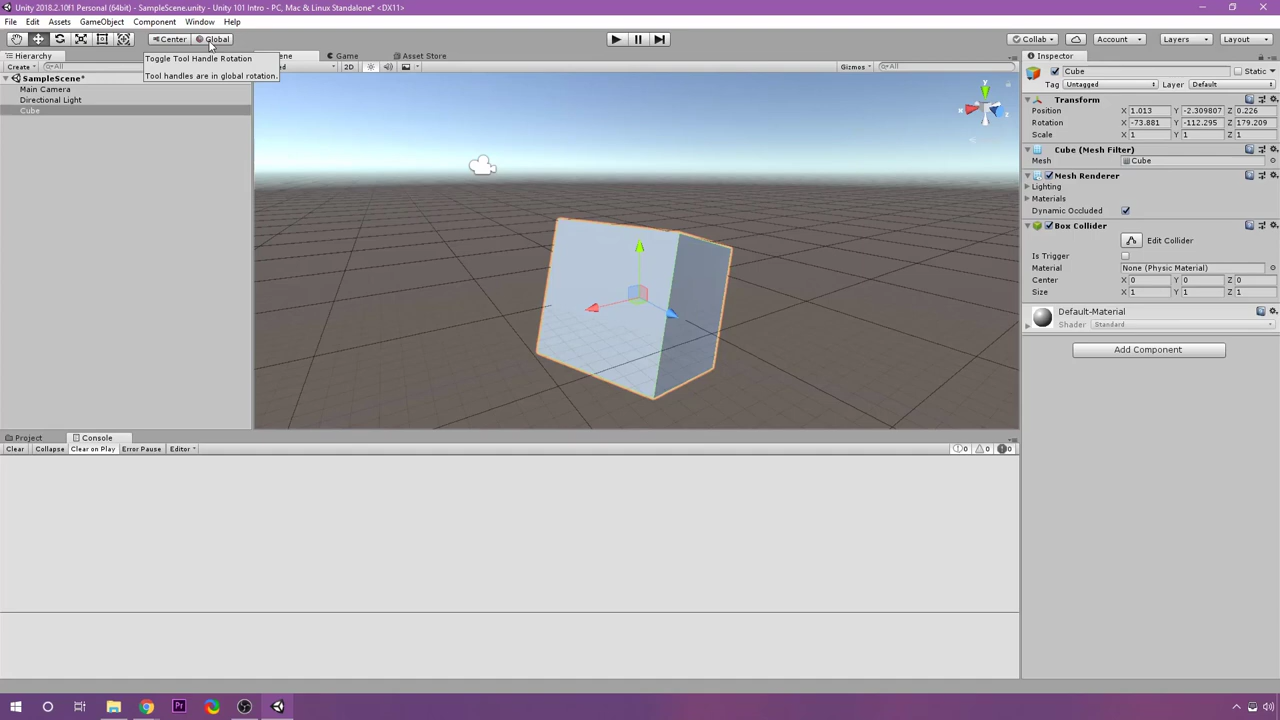 Unity 2018.2.10f1 Personal (64bit) - SampleScene.unity - Unity 101 Intro - PC, Mac & Linux Standalone* <DX11>
File Edit Assets GameObject Component Window Help
Center Global Collab Account Layers Layout
Toggle Tool Handle Rotation
Tool handles are in global rotation.
Hierarchy
Create All
SampleScene*
Main Camera
Directional Light
Cube
Game Asset Store
2D Gizmos All
y
x
z
Inspector
Cube Static
Tag Untagged Layer Default
Transform
Position X 1.013 Y -2.309807 Z 0.226
Rotation X -73.881 Y -112.295 Z 179.209
Scale X 1 Y 1 Z 1
Cube (Mesh Filter)
Mesh Cube
Mesh Renderer
Lighting
Materials
Dynamic Occluded
Box Collider
Edit Collider
Is Trigger
Material None (Physic Material)
Center X 0 Y 0 Z 0
Size X 1 Y 1 Z 1
Default-Material
Shader Standard
Add Component
Project Console
Clear Collapse Clear on Play Error Pause Editor 0 0 0
Pr